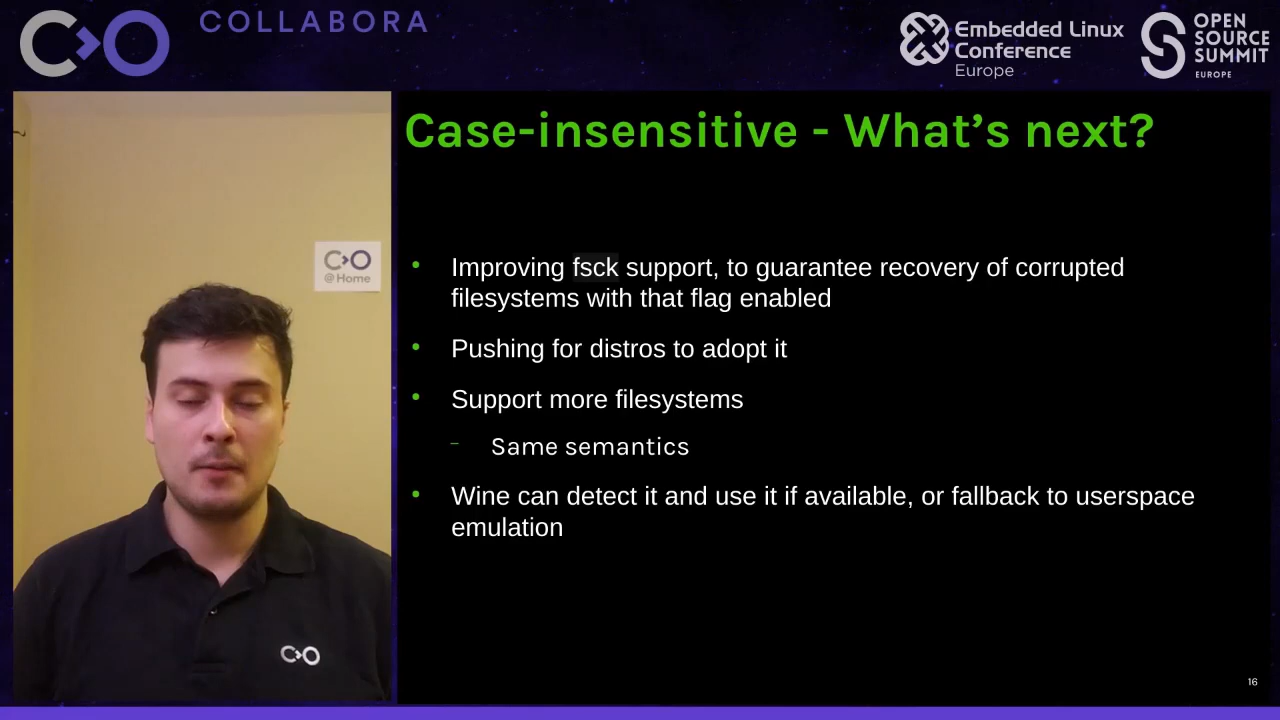 COLLABORA
Embedded Linux
Conference
Europe
OPEN
SOURCE
SUMMIT
EUROPE
@Home
Case-insensitive - What’s next?
Improving fsck support, to guarantee recovery of corrupted
filesystems with that flag enabled
Pushing for distros to adopt it
Support more filesystems
Same semantics
Wine can detect it and use it if available, or fallback to userspace
emulation
16